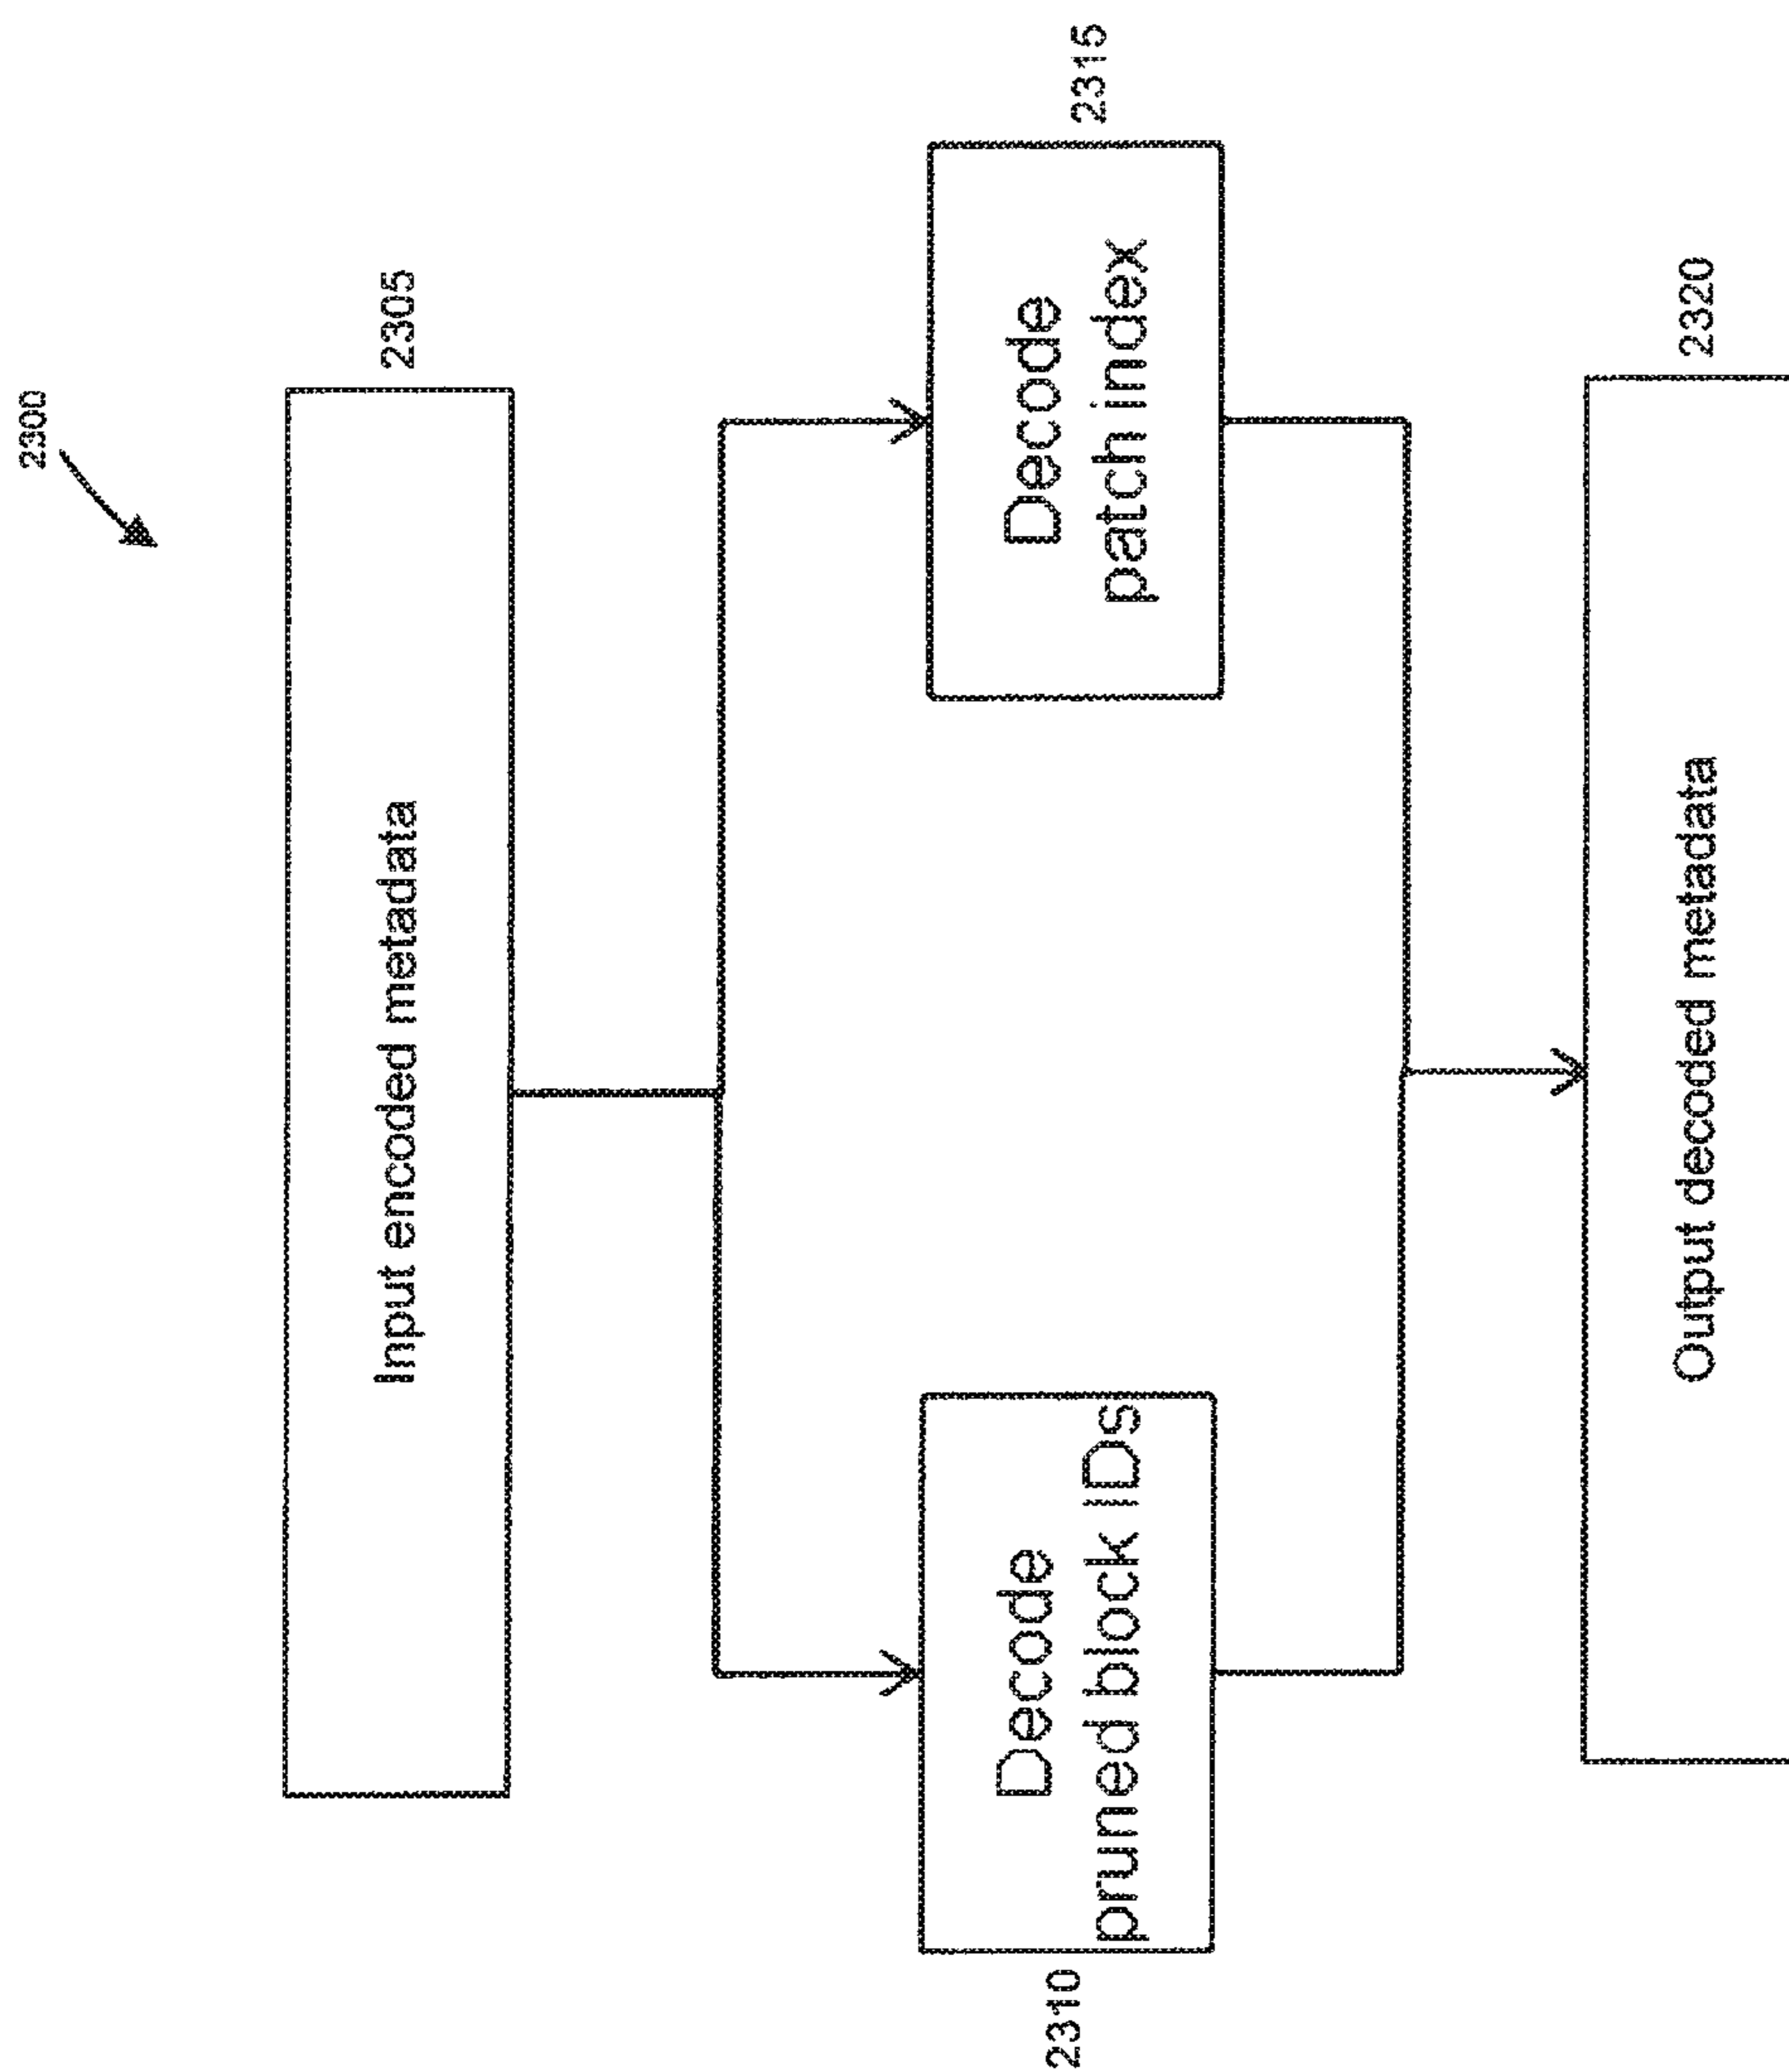 2300
2305
Input encoded metadata
2310
Decode
pruned block IDs
2315
Decode
patch index
2320
Output decoded metadata